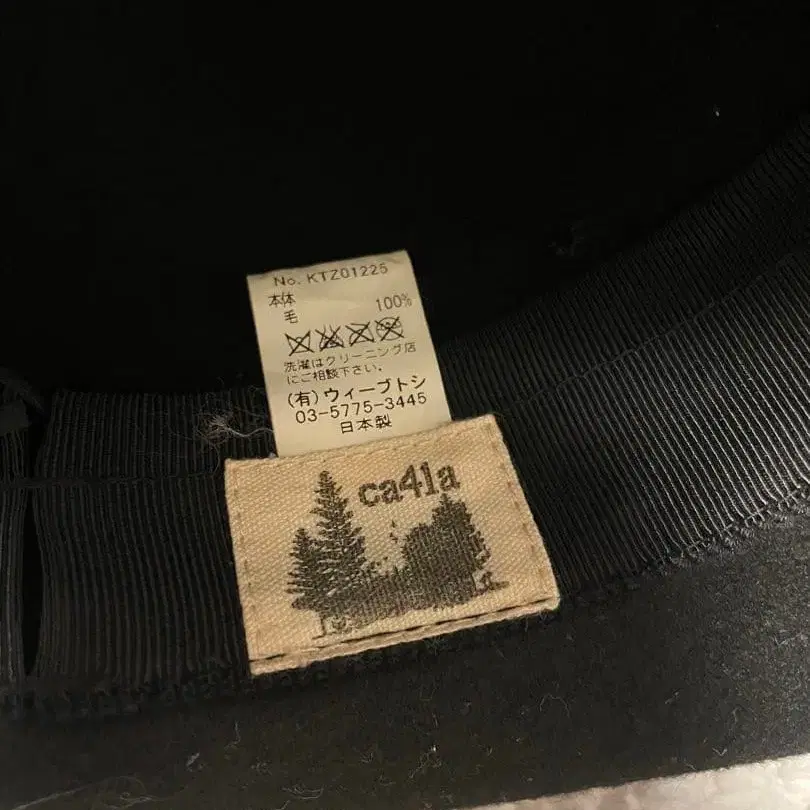 No. KTZ01225
本体
毛 100%
洗濯はクリーニング店
にご相談下さい。
(有)ウィーブトシ
03-5775-3445
日本製
ca4la